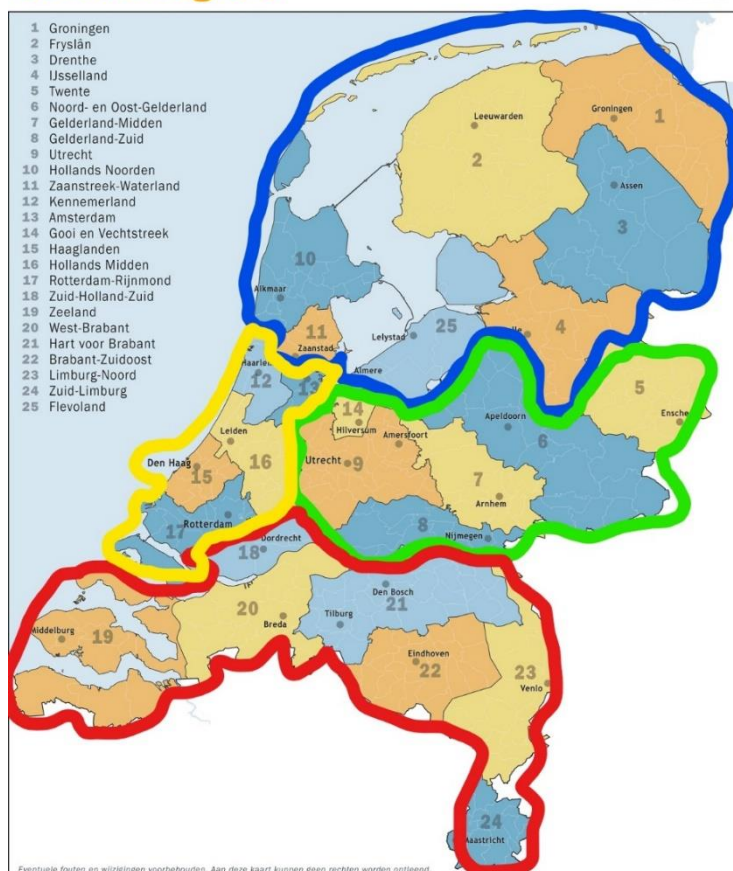 1 Groningen
2 Fryslân
3 Drenthe
4 IJsselland
5 Twente
6 Noord- en Oost-Gelderland
7 Gelderland-Midden
8 Gelderland-Zuid
9 Utrecht
10 Hollands Noorden
11 Zaanstreek-Waterland
12 Kennemerland
13 Amsterdam
14 Gooi en Vechtstreek
15 Haaglanden
16 Hollands Midden
17 Rotterdam-Rijnmond
18 Zuid-Holland-Zuid
19 Zeeland
20 West-Brabant
21 Hart voor Brabant
22 Brabant-Zuidoost
23 Limburg-Noord
24 Zuid-Limburg
25 Flevoland
Groningen
1
Leeuwarden
2
Assen
3
10
Alkmaar
11
Zaanstad
Lelystad
25
4
Almere
12
13
5
Apeldoorn
6
14
Hilversum
Amersfoort
Leiden
Utrecht
9
Den Haag
15
16
7
Arnhem
17
Rotterdam
8
Nijmegen
18
Dordrecht
Den Bosch
21
20
Breda
Tilburg
Middelburg
19
Eindhoven
22
23
Venlo
24
Eventuele fouten en wijzigingen voorbehouden. Aan deze kaart kunnen geen rechten worden ontleend.